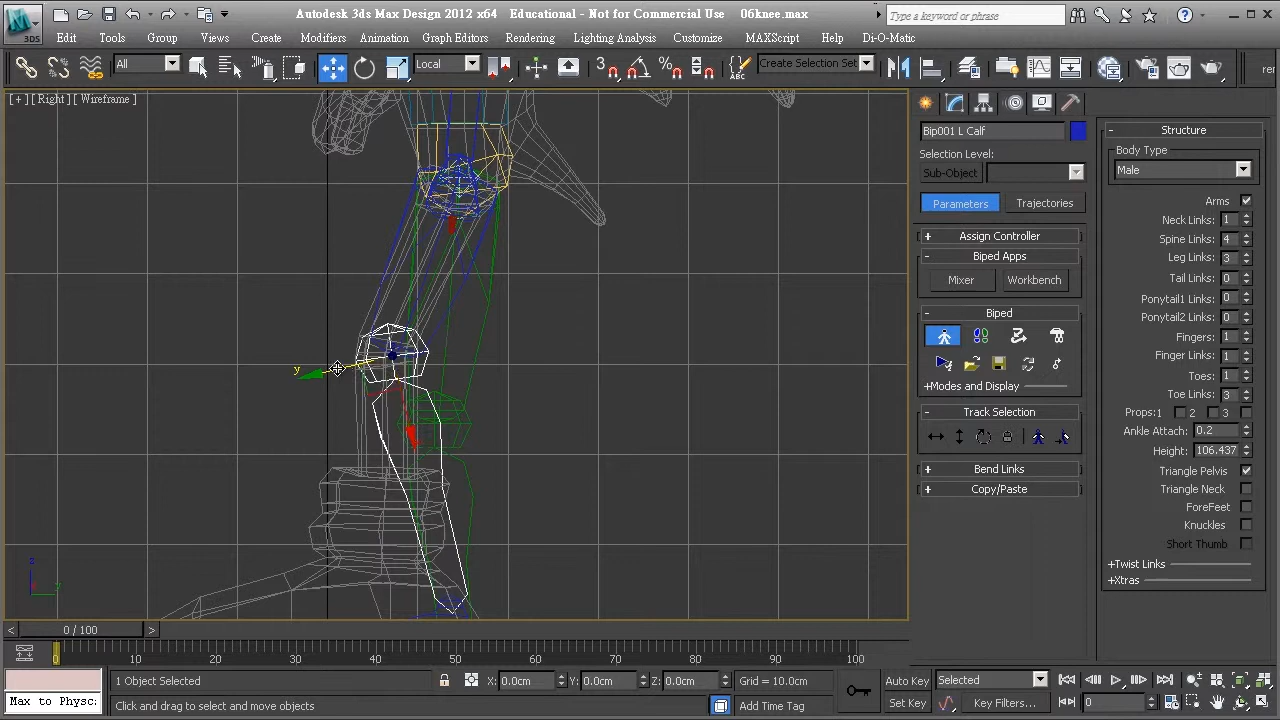 Autodesk 3ds Max Design 2012 x64 Educational - Not for Commercial Use 06knee.max
Type a keyword or phrase
3DS
Edit Tools Group Views Create Modifiers Animation Graph Editors Rendering Lighting Analysis Customize MAXScript Help Di-O-Matic
All
Local
3
ABC
Create Selection Set
[ + ] [ Right ] [ Wireframe ]
y
z
Bip001 L Calf
Selection Level:
Sub-Object
Parameters
Trajectories
+ Assign Controller
- Biped Apps
Mixer
Workbench
- Biped
+Modes and Display
- Track Selection
+ Bend Links
+ Copy/Paste
- Structure
Body Type
Male
Arms
Neck Links: 1
Spine Links: 4
Leg Links: 3
Tail Links: 0
Ponytail1 Links: 0
Ponytail2 Links: 0
Fingers: 1
Finger Links: 1
Toes: 1
Toe Links: 3
Props:1 2 3
Ankle Attach: 0.2
Height: 106.437
Triangle Pelvis
Triangle Neck
ForeFeet
Knuckles
Short Thumb
+Twist Links
+Xtras
< 0 / 100 >
0 10 20 30 40 50 60 70 80 90 100
1 Object Selected
X: 0.0cm Y: 0.0cm Z: 0.0cm Grid = 10.0cm
Auto Key
Selected
Max to Physc:
Click and drag to select and move objects
Add Time Tag
Set Key
Key Filters...
0